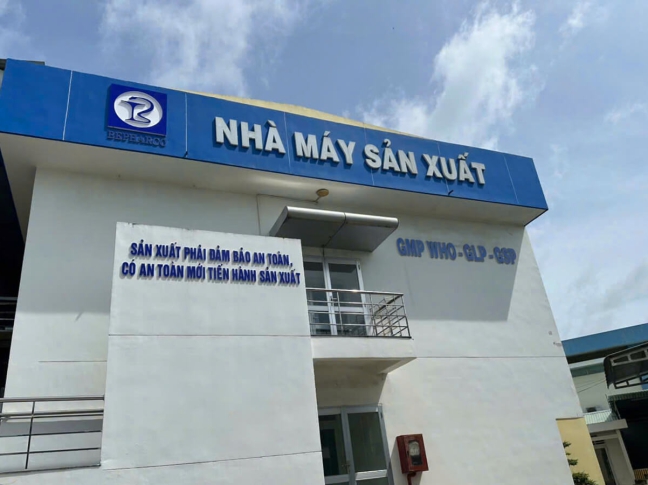 BEPHARCO
NHÀ MÁY SẢN XUẤT
SẢN XUẤT PHẢI ĐẢM BẢO AN TOÀN,
CÓ AN TOÀN MỚI TIẾN HÀNH SẢN XUẤT
GMP WHO - GLP - GSP